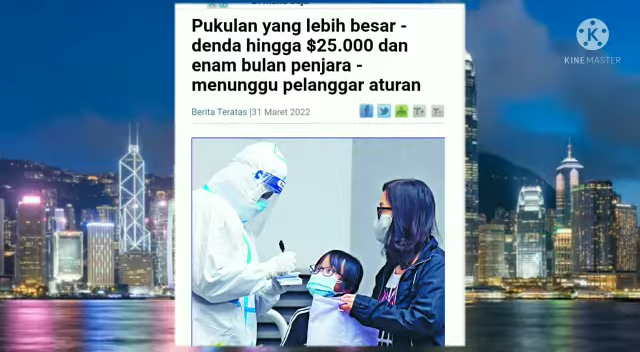 Pukulan yang lebih besar -
denda hingga $25.000 dan
enam bulan penjara -
menunggu pelanggar aturan
Berita Teratas |31 Maret 2022
T+ T-
K
KINEMASTER